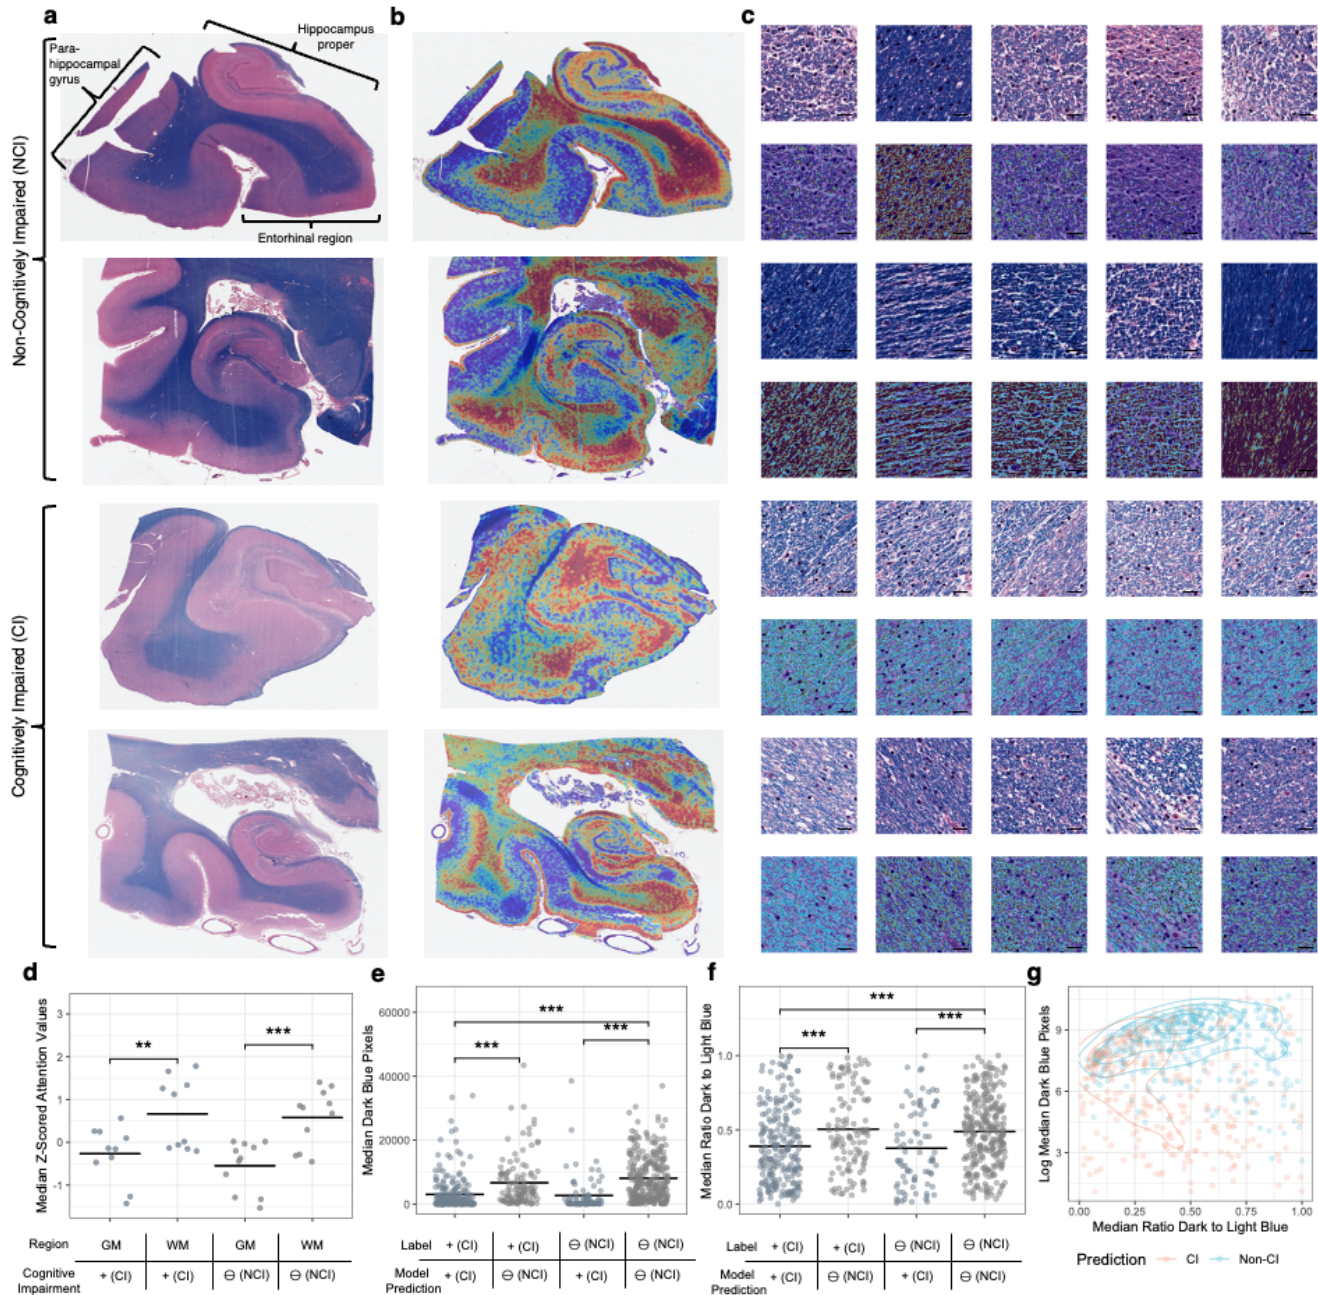 a
b
c
Para-
hippocampal
gyrus
Hippocampus
proper
Entorhinal region
Non-Cognitively Impaired (NCI)
Cognitively Impaired (CI)
d
Median Z-Scored Attention Values
3
2
1
0
-1
**
***
Region GM WM GM WM
Cognitive
Impairment + (CI) + (CI) ⊖ (NCI) ⊖ (NCI)
e
Median Dark Blue Pixels
60000
40000
20000
0
***
***
***
Label + (CI) + (CI) ⊖ (NCI) ⊖ (NCI)
Model
Prediction + (CI) ⊖ (NCI) + (CI) ⊖ (NCI)
f
Median Ratio Dark to Light Blue
1.0
0.5
0.0
***
***
***
Label + (CI) + (CI) ⊖ (NCI) ⊖ (NCI)
Model
Prediction + (CI) ⊖ (NCI) + (CI) ⊖ (NCI)
g
Log Median Dark Blue Pixels
9
6
3
0.00 0.25 0.50 0.75 1.00
Median Ratio Dark to Light Blue
Prediction CI Non-CI